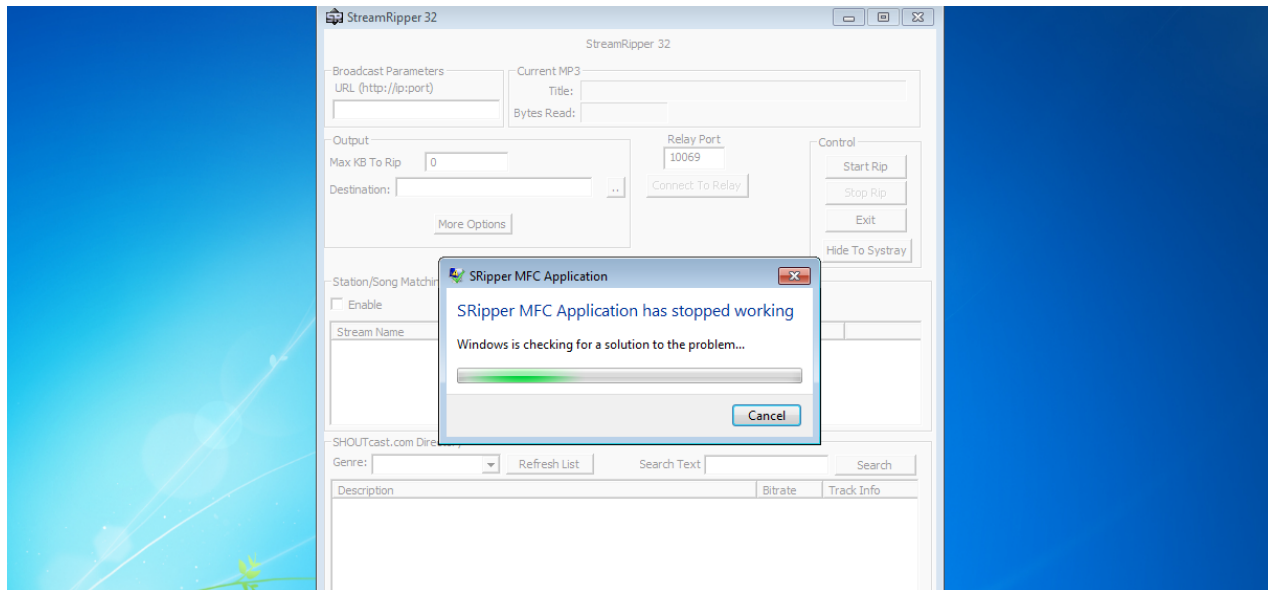 StreamRipper 32
StreamRipper 32
Broadcast Parameters
URL (http://ip:port)
Current MP3
Title:
Bytes Read:
Output
Max KB To Rip 0
Destination: ..
More Options
Relay Port
10069
Connect To Relay
Control
Start Rip
Stop Rip
Exit
Hide To Systray
Station/Song Matchin
Enable
Stream Name
SRipper MFC Application
SRipper MFC Application has stopped working
Windows is checking for a solution to the problem...
Cancel
SHOUTcast.com Dire
Genre: Refresh List Search Text Search
Description Bitrate Track Info